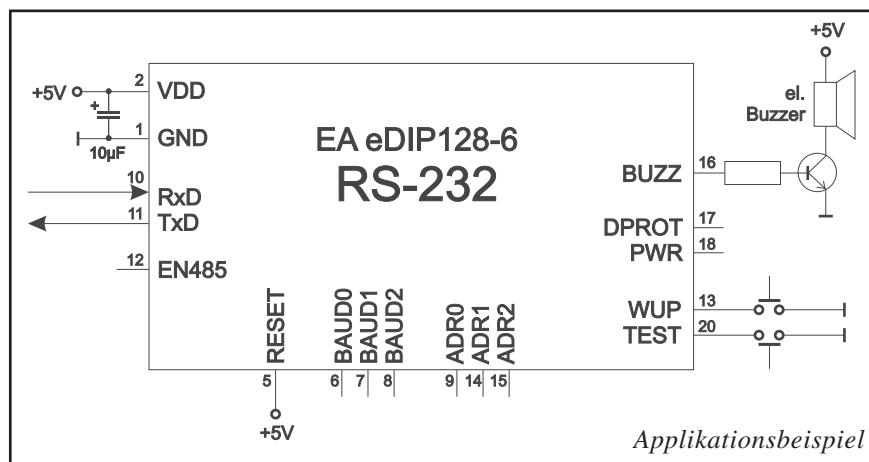 +5V
2
VDD
+5V
+
1
GND
10µF
EA eDIP128-6
RS-232
el.
Buzzer
10
RxD
11
TxD
12
EN485
BUZZ
16
DPROT
17
PWR
18
WUP
13
TEST
20
RESET
BAUD0
BAUD1
BAUD2
ADR0
ADR1
ADR2
5
6
7
8
9
14
15
+5V
Applikationsbeispiel